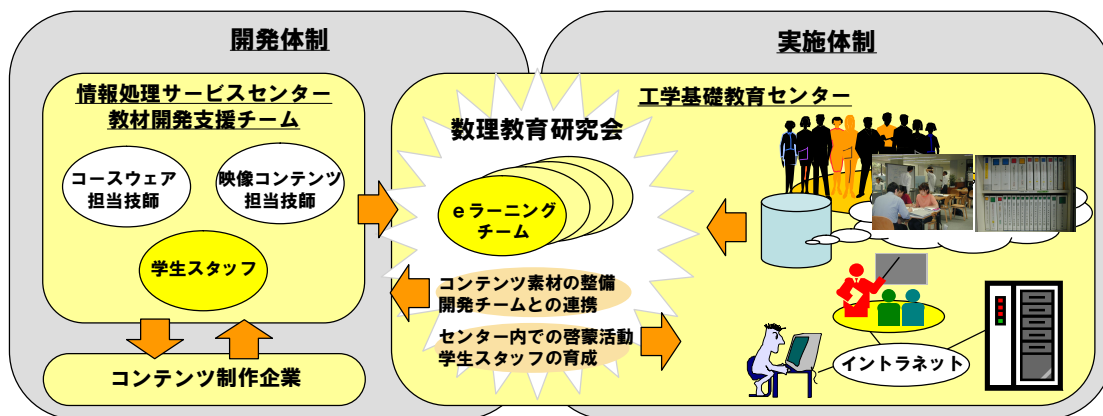 開発体制
実施体制
情報処理サービスセンター
教材開発支援チーム
コースウェア
担当技師
映像コンテンツ
担当技師
学生スタッフ
コンテンツ制作企業
数理教育研究会
eラーニング
チーム
コンテンツ素材の整備
開発チームとの連携
センター内での啓蒙活動
学生スタッフの育成
工学基礎教育センター
イントラネット